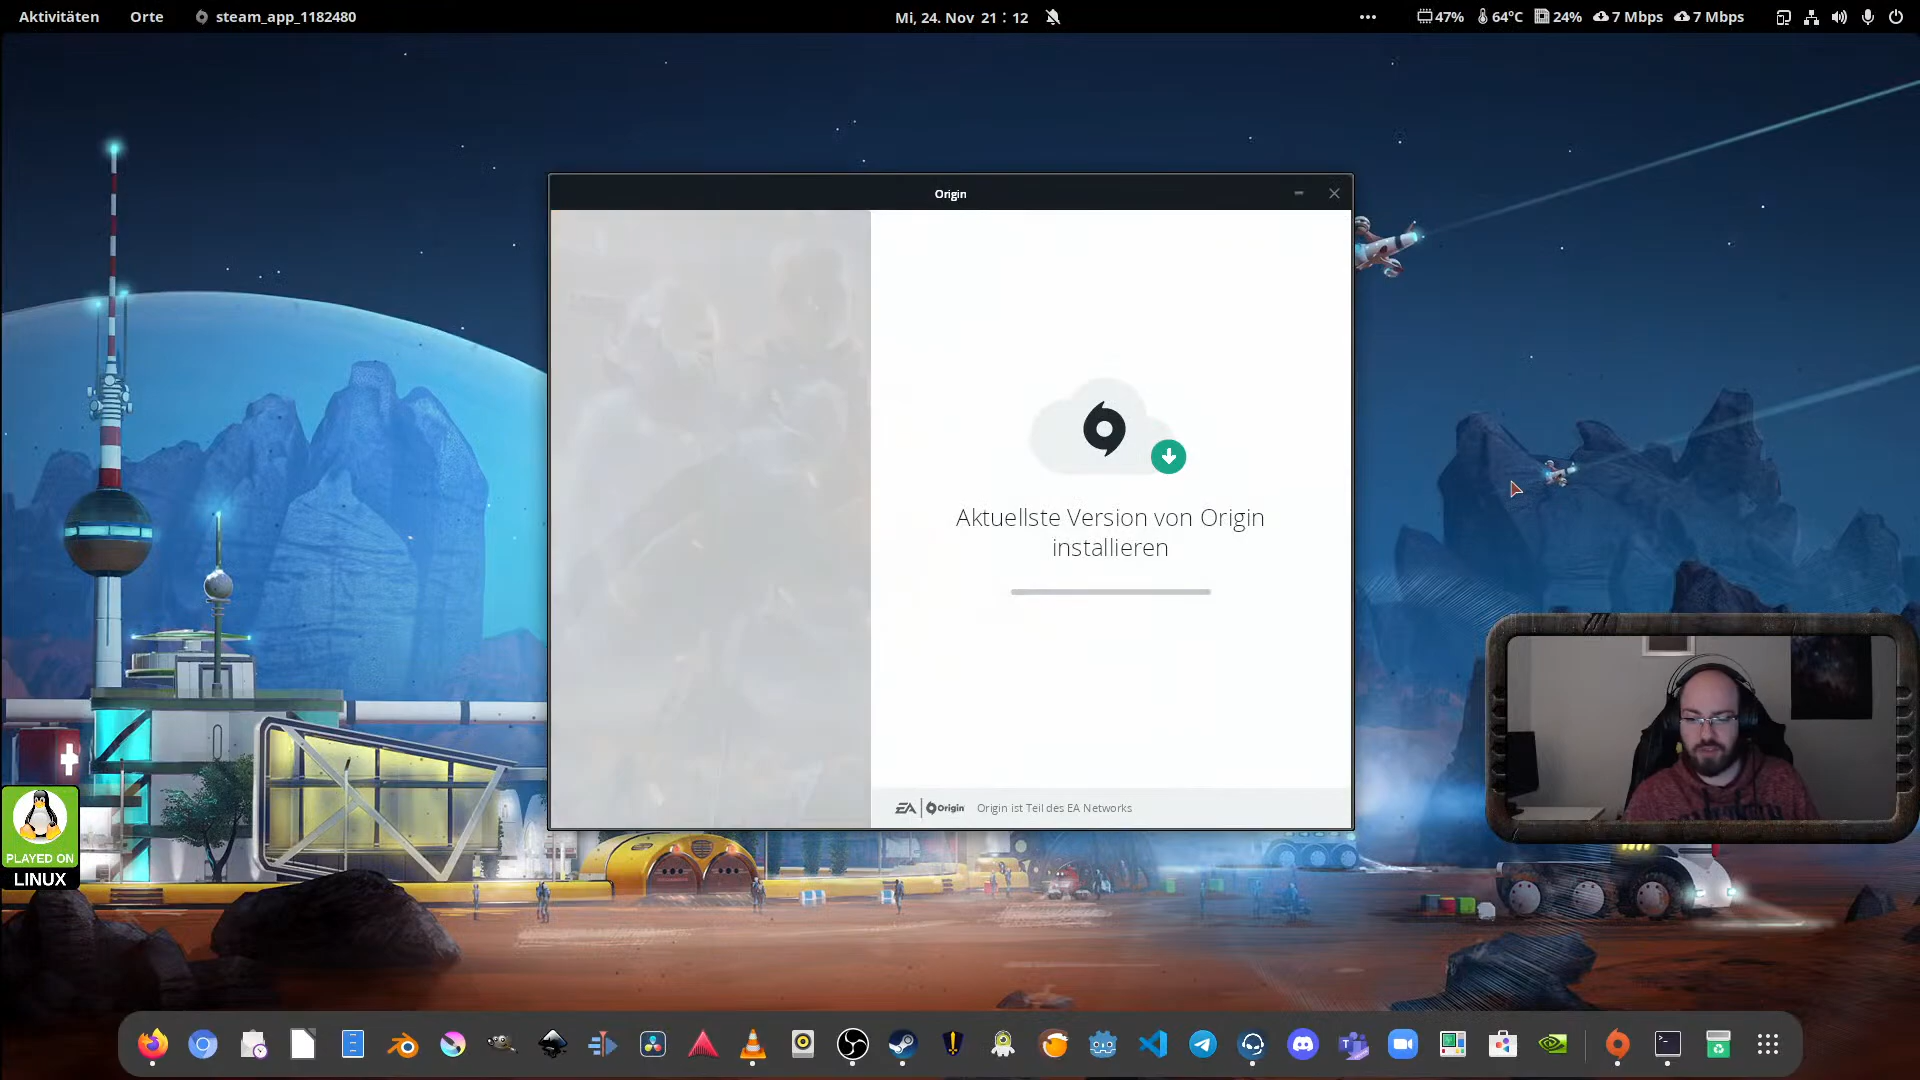 Aktivitäten Orte steam_app_1182480 Mi, 24. Nov 21:12 ••• 47% 64°C 24% 7 Mbps 7 Mbps
Origin
Aktuellste Version von Origin
installieren
EA Origin Origin ist Teil des EA Networks
PLAYED ON
LINUX